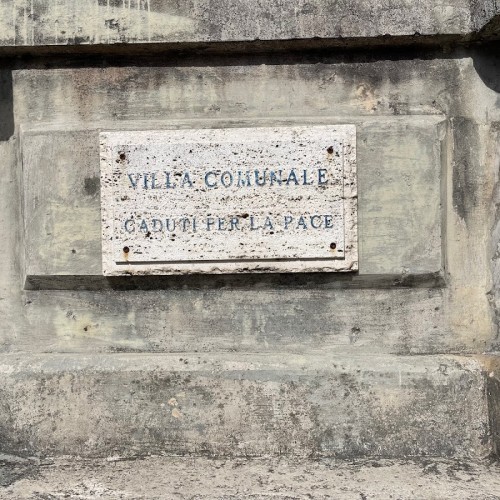 VILLA COMUNALE
CADUTI PER LA PACE